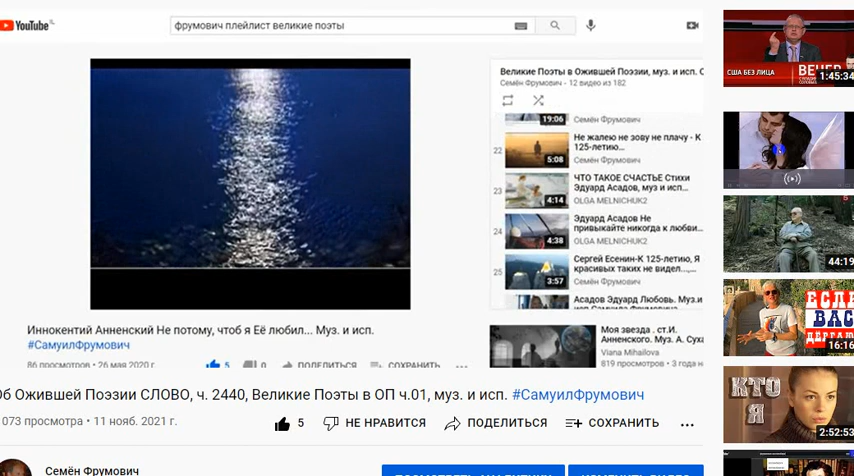 YouTube
фрумович плейлист великие поэты
Великие Поэты в Ожившей Поэзии, муз. и исп. С
Семён Фрумович - 12 видео из 182
19:06
Семён Фрумович
22
Не жалею не зову не плачу - К
125-летию...
Семён Фрумович
5:08
23
ЧТО ТАКОЕ СЧАСТЬЕ Стихи
Эдуард Асадов, муз и исп...
OLGA MELNICHUK2
4:14
24
Эдуард Асадов Не
привыкайте никогда к любви...
OLGA MELNICHUK2
4:38
25
Сергей Есенин-К 125-летию, Я
красивых таких не видел...,...
Семён Фрумович
3:57
Асадов Эдуард Любовь. Муз.и
Иннокентий Анненский Не потому, чтоб я Её любил... Муз. и исп.
#СамуилФрумович
86 просмотров • 26 мая 2020 г.
5
0
ПОДЕЛИТЬСЯ
СОХРАНИТЬ
Моя звезда . ст.И.
Анненского. Муз. А. Суха
Viana Mihailova
819 просмотров • 3 года н
Об Ожившей Поэзии СЛОВО, ч. 2440, Великие Поэты в ОП ч.01, муз. и исп. #СамуилФрумович
073 просмотра • 11 нояб. 2021 г.
5
НЕ НРАВИТСЯ
ПОДЕЛИТЬСЯ
СОХРАНИТЬ
Семён Фрумович
США БЕЗ ЛИЦА
ВЕЧЕ
1:45:34
44:19
ЕСЛИ
ВАС
ДЁРГАЮ
16:16
КТО
Я
2:52:53